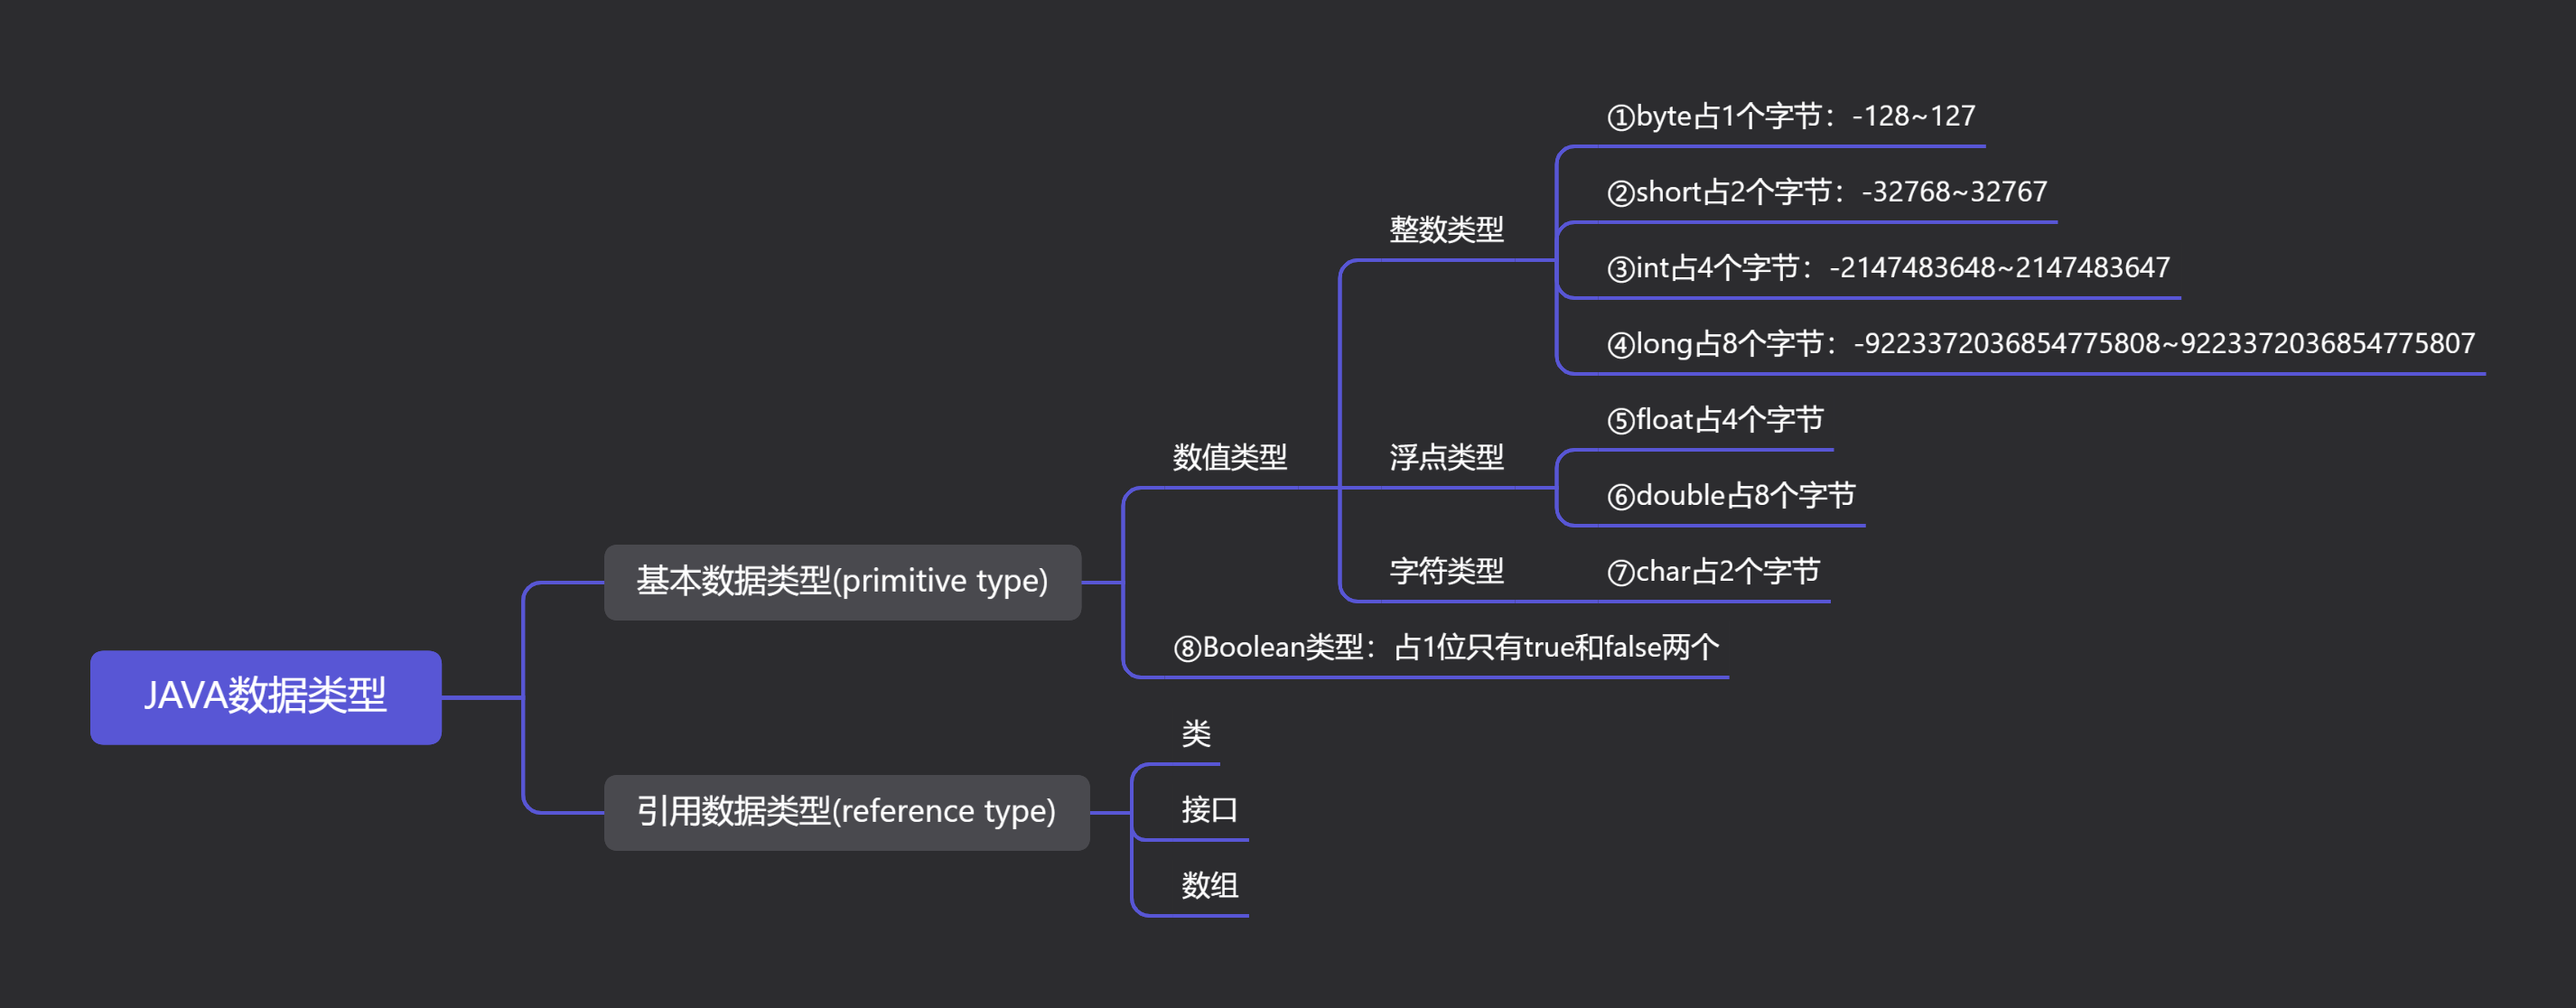 JAVA数据类型
基本数据类型(primitive type)
数值类型
整数类型
①byte占1个字节：-128~127
②short占2个字节：-32768~32767
③int占4个字节：-2147483648~2147483647
④long占8个字节：-9223372036854775808~9223372036854775807
浮点类型
⑤float占4个字节
⑥double占8个字节
字符类型
⑦char占2个字节
⑧Boolean类型：占1位只有true和false两个
引用数据类型(reference type)
类
接口
数组